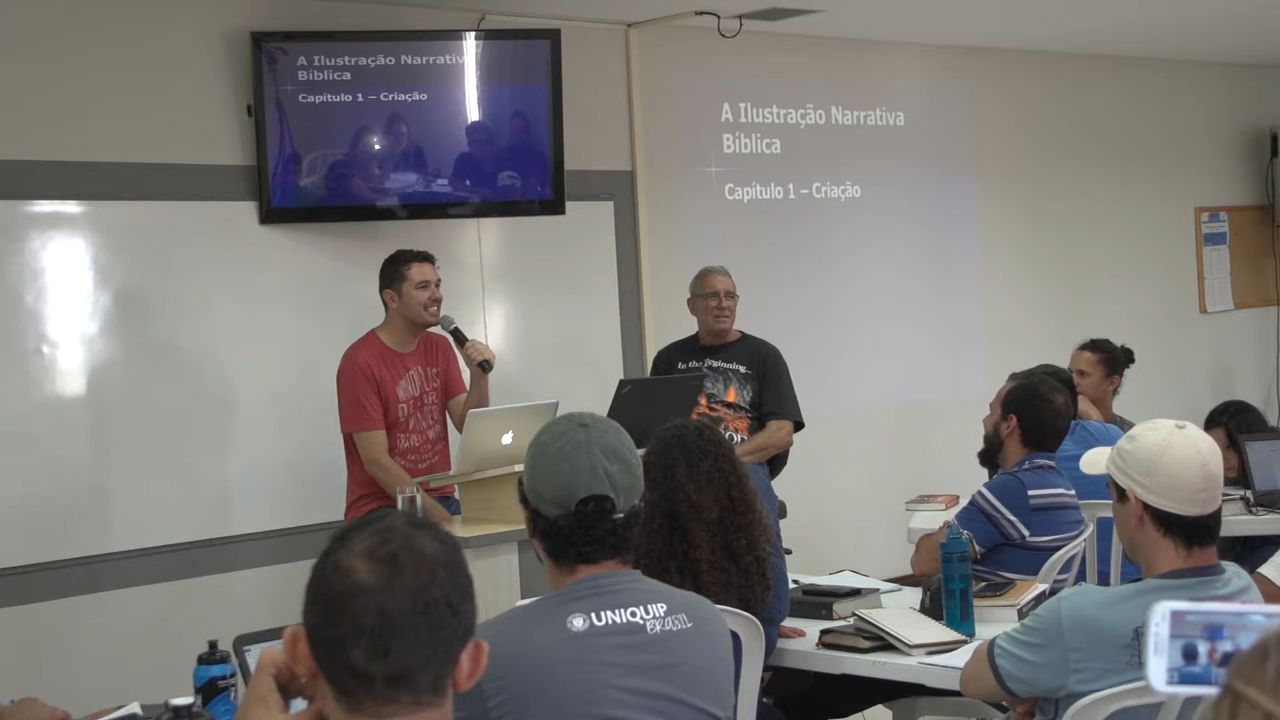 A Ilustração Narrativa
Bíblica
Capítulo 1 – Criação
A Ilustração Narrativa
Bíblica
Capítulo 1 – Criação
In the Beginning...
UNIQUIP
BRASIL